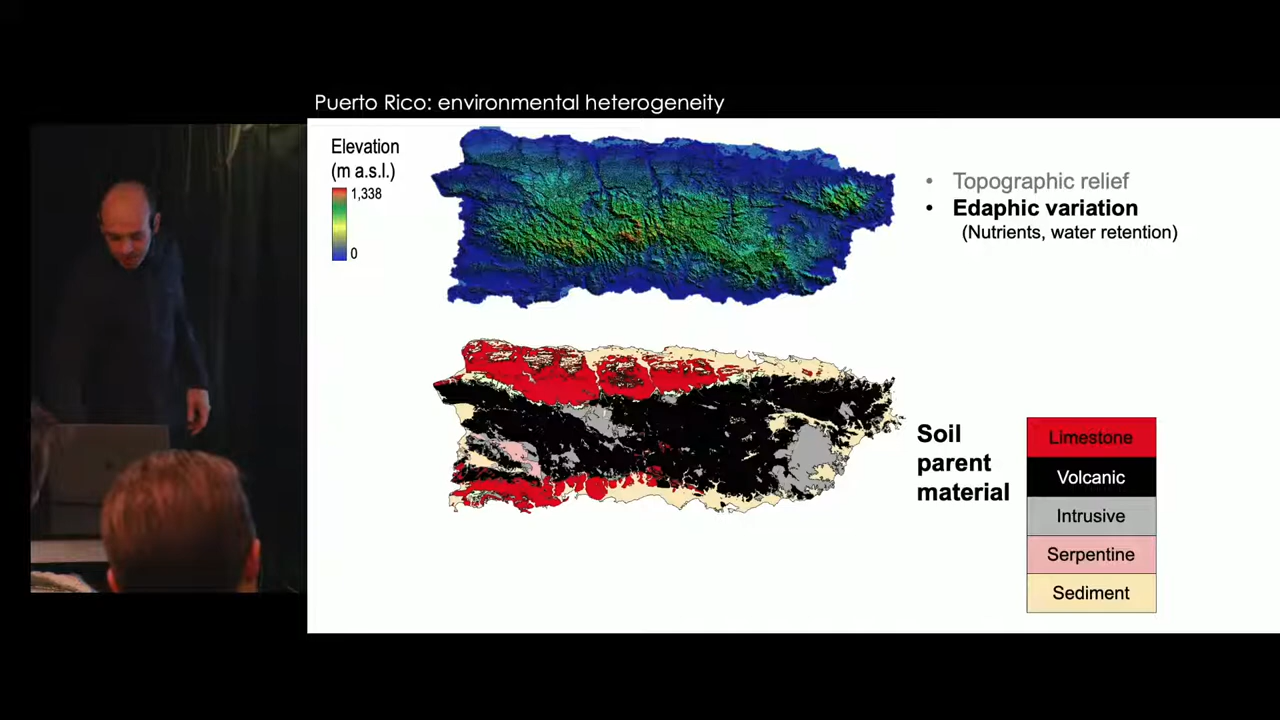 Puerto Rico: environmental heterogeneity
Elevation
(m a.s.l.)
1,338
0
• Topographic relief
• Edaphic variation
(Nutrients, water retention)
Soil
parent
material
Limestone
Volcanic
Intrusive
Serpentine
Sediment